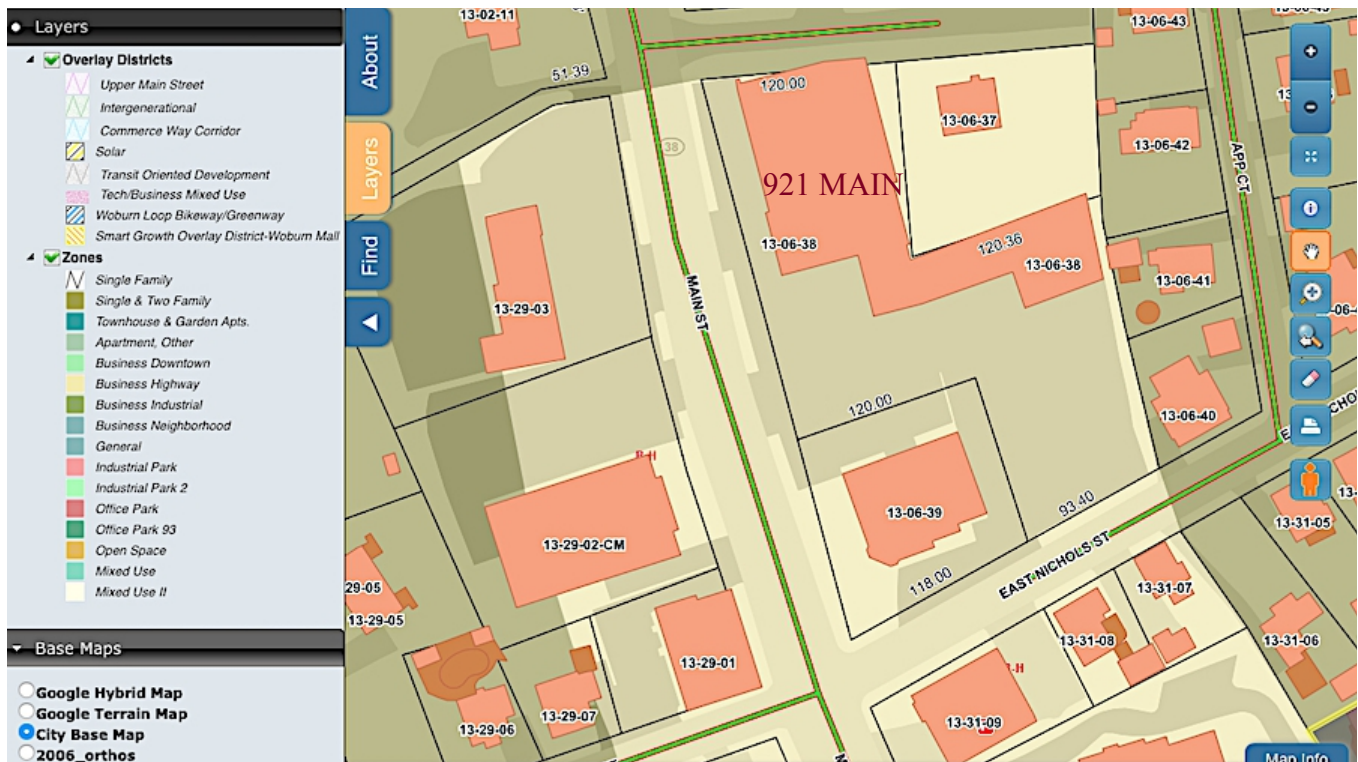 Layers
Overlay Districts
Upper Main Street
Intergenerational
Commerce Way Corridor
Solar
Transit Oriented Development
Tech/Business Mixed Use
Woburn Loop Bikeway/Greenway
Smart Growth Overlay District-Woburn Mall
Zones
Single Family
Single & Two Family
Townhouse & Garden Apts.
Apartment, Other
Business Downtown
Business Highway
Business Industrial
Business Neighborhood
General
Industrial Park
Industrial Park 2
Office Park
Office Park 93
Open Space
Mixed Use
Mixed Use II
Base Maps
Google Hybrid Map
Google Terrain Map
City Base Map
2006_orthos
About
Layers
Find
13-02-11
51.39
120.00
38
13-06-37
13-06-43
13-06-42
APP CT
921 MAIN
13-06-38
120.36
13-06-38
13-06-41
MAIN ST
13-29-03
120.00
13-06-40
B-H
13-06-39
93.40
13-29-02-CM
118.00
EAST NICHOLS ST
13-31-05
29-05
13-29-05
13-31-07
13-31-08
13-31-06
13-29-01
13-29-06
13-29-07
13-31-09
Map Info